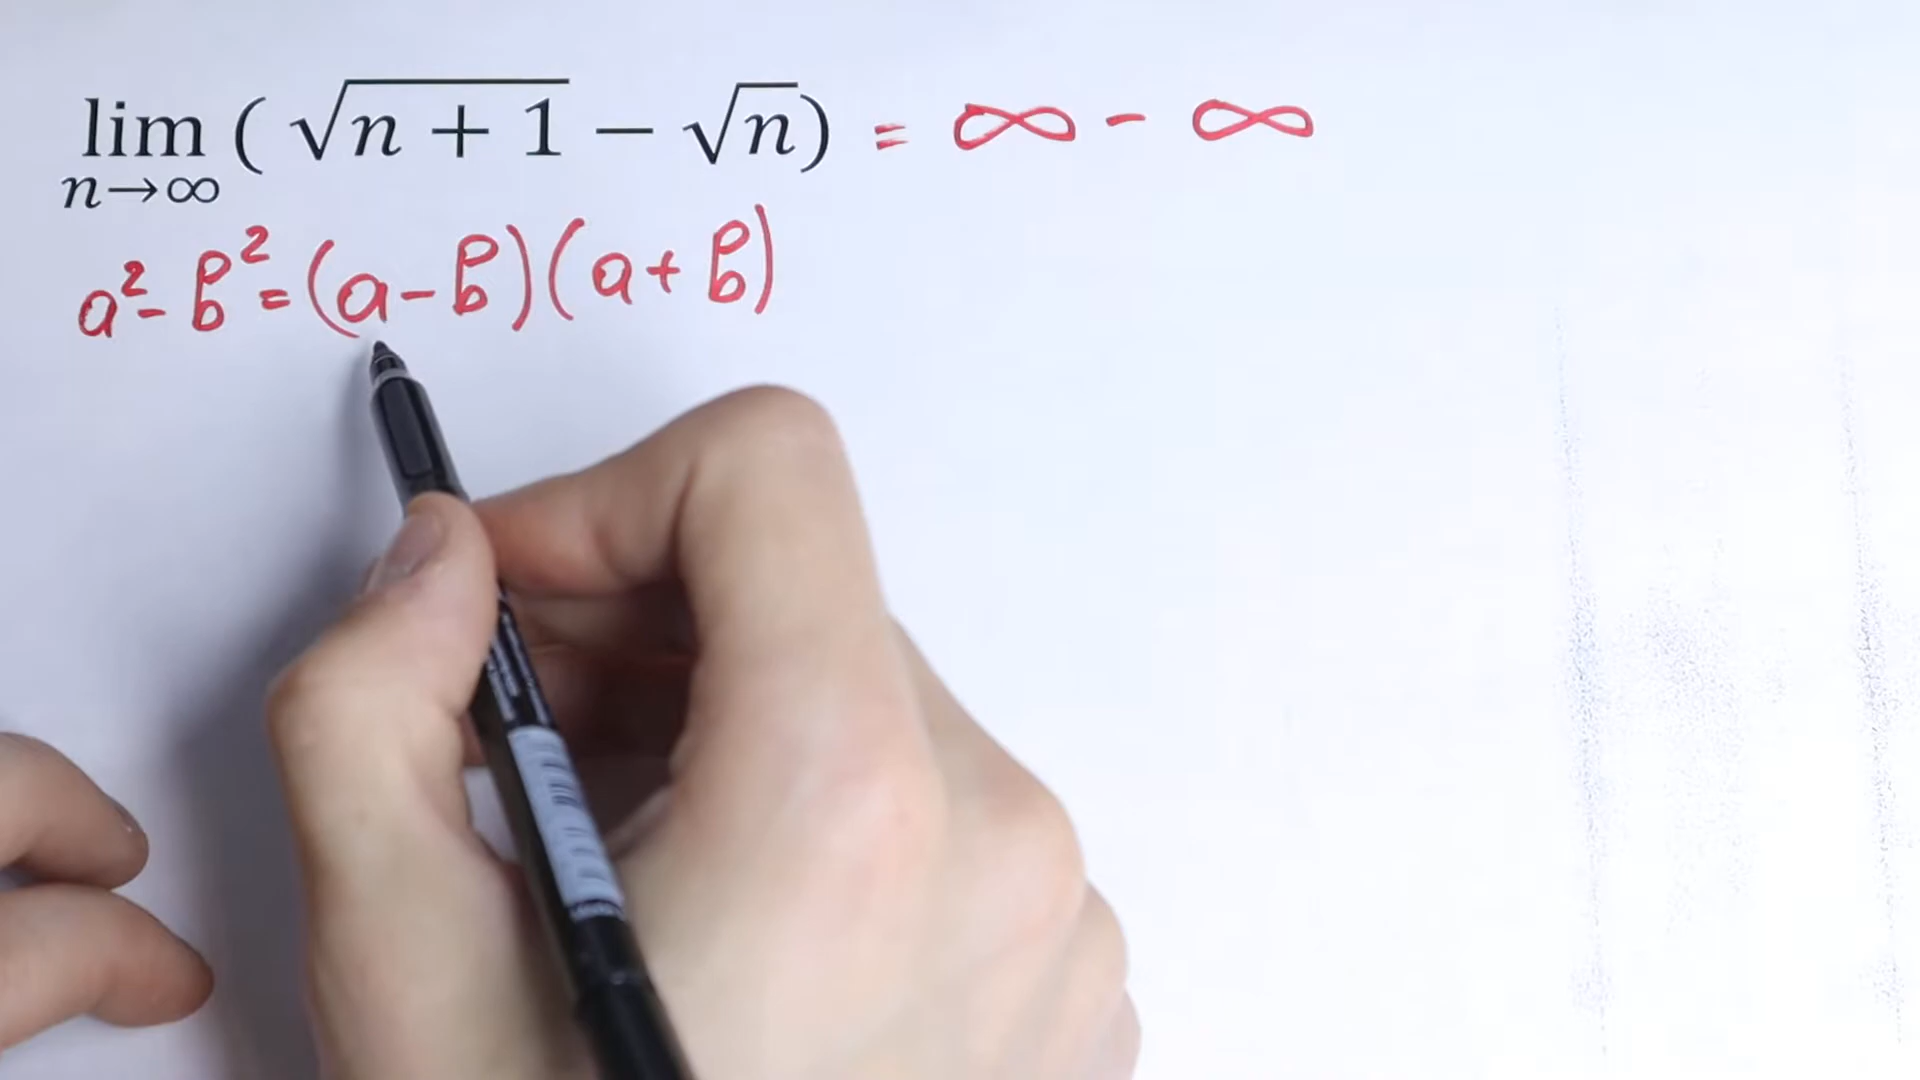 lim n→∞ ( √(n + 1) − √n ) = ∞ - ∞
a² - b² = (a - b)(a + b)